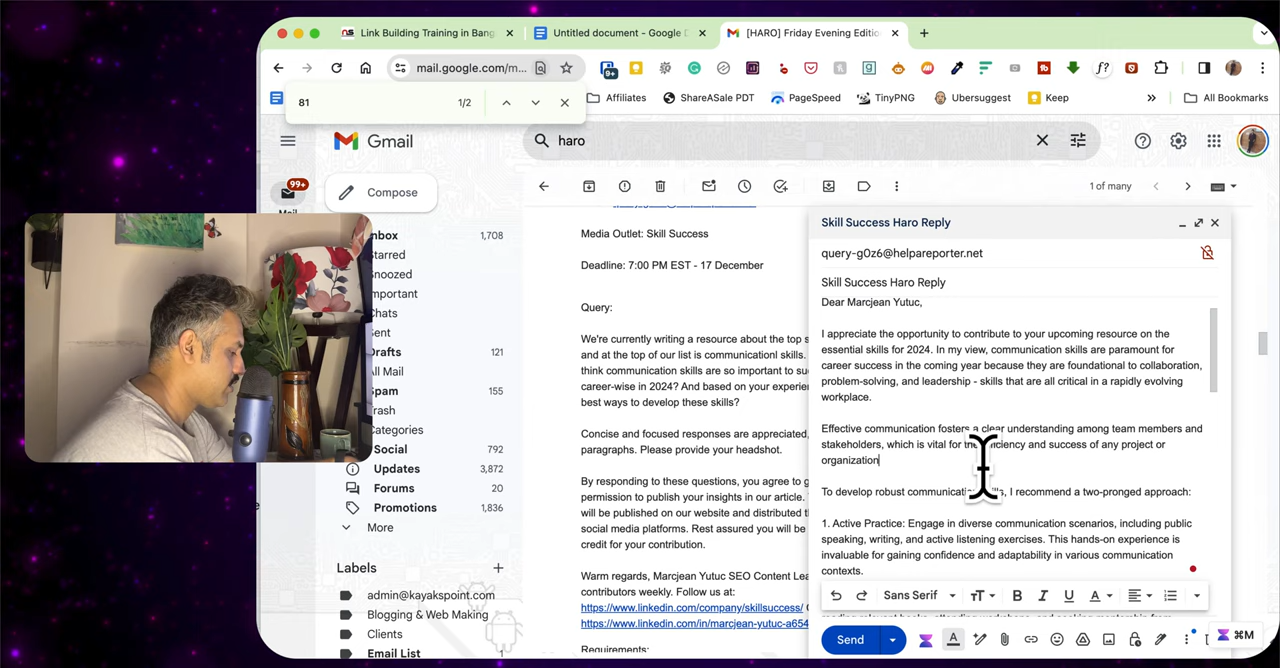 Link Building Training in Bang
Untitled document - Google D
[HARO] Friday Evening Editio
mail.google.com/m...
9+
81
1/2
Affiliates
ShareASale PDT
PageSpeed
TinyPNG
Ubersuggest
Keep
All Bookmarks
Gmail
haro
99+
Mail
Compose
1 of many
nbox
1,708
tarred
noozed
mportant
hats
ent
rafts
121
ll Mail
pam
155
rash
ategories
Social
792
Updates
3,872
Forums
20
Promotions
1,836
More
Labels
admin@kayakspoint.com
Blogging & Web Making
Clients
Email List
Media Outlet: Skill Success
Deadline: 7:00 PM EST - 17 December
Query:
We're currently writing a resource about the top s
and at the top of our list is communicationl skills.
think communication skills are so important to su
career-wise in 2024? And based on your experien
best ways to develop these skills?
Concise and focused responses are appreciated,
paragraphs. Please provide your headshot.
By responding to these questions, you agree to g
permission to publish your insights in our article.
will be published on our website and distributed t
social media platforms. Rest assured you will be
credit for your contribution.
Warm regards, Marcjean Yutuc SEO Content Lea
contributors weekly. Follow us at:
https://www.linkedin.com/company/skillsuccess/
https://www.linkedin.com/in/marcjean-yutuc-a654
Requirements:
Skill Success Haro Reply
query-g0z6@helpareporter.net
Skill Success Haro Reply
Dear Marcjean Yutuc,
I appreciate the opportunity to contribute to your upcoming resource on the
essential skills for 2024. In my view, communication skills are paramount for
career success in the coming year because they are foundational to collaboration,
problem-solving, and leadership - skills that are all critical in a rapidly evolving
workplace.
Effective communication fosters a clear understanding among team members and
stakeholders, which is vital for the efficiency and success of any project or
organization
To develop robust communication skills, I recommend a two-pronged approach:
1. Active Practice: Engage in diverse communication scenarios, including public
speaking, writing, and active listening exercises. This hands-on experience is
invaluable for gaining confidence and adaptability in various communication
contexts.
Sans Serif
Send
⌘M